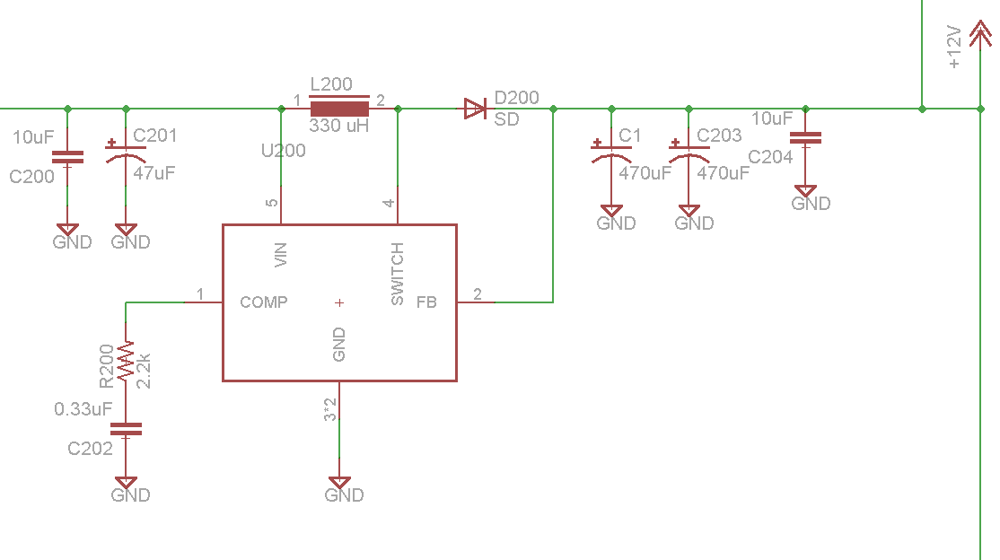 +12V
L200
1
2
330 uH
D200
SD
U200
10uF
C200
GND
C201
47uF
GND
C1
470uF
GND
C203
470uF
GND
10uF
C204
GND
5
4
VIN
SWITCH
1
COMP
FB
2
GND
3*2
GND
R200
2.2k
0.33uF
C202
GND